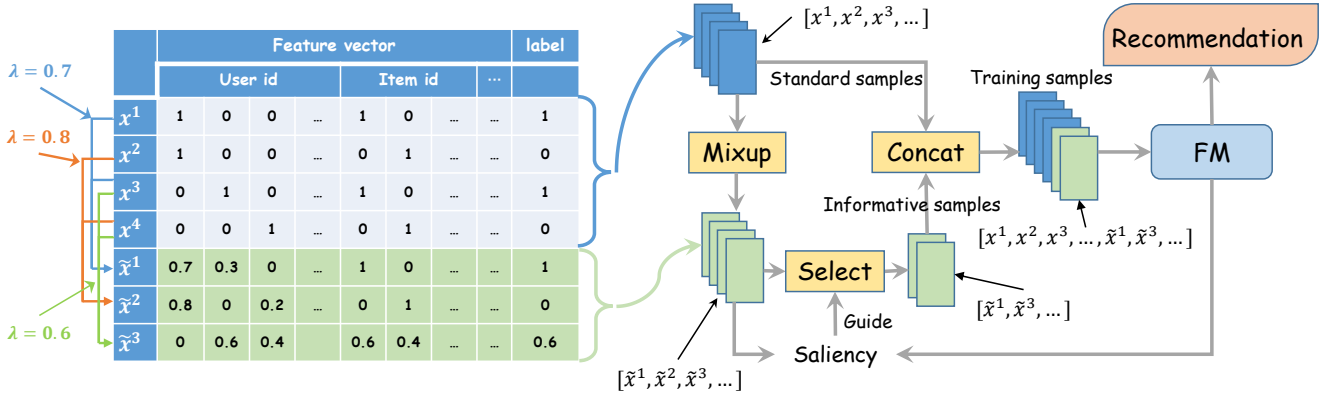 Feature vector label
User id Item id ...
x¹ 1 0 0 ... 1 0 ... ... 1
x² 1 0 0 ... 0 1 ... ... 0
x³ 0 1 0 ... 1 0 ... ... 1
x⁴ 0 0 1 ... 0 1 ... ... 0
x̃¹ 0.7 0.3 0 ... 1 0 ... ... 1
x̃² 0.8 0 0.2 ... 0 1 ... ... 0
x̃³ 0 0.6 0.4 0.6 0.4 ... ... 0.6
λ = 0.7
λ = 0.8
λ = 0.6
[x¹, x², x³, ...]
Standard samples
Mixup
[x̃¹, x̃², x̃³, ...]
Select
Guide
Saliency
[x̃¹, x̃³, ...]
Informative samples
Concat
Training samples
[x¹, x², x³, ..., x̃¹, x̃³, ...]
FM
Recommendation